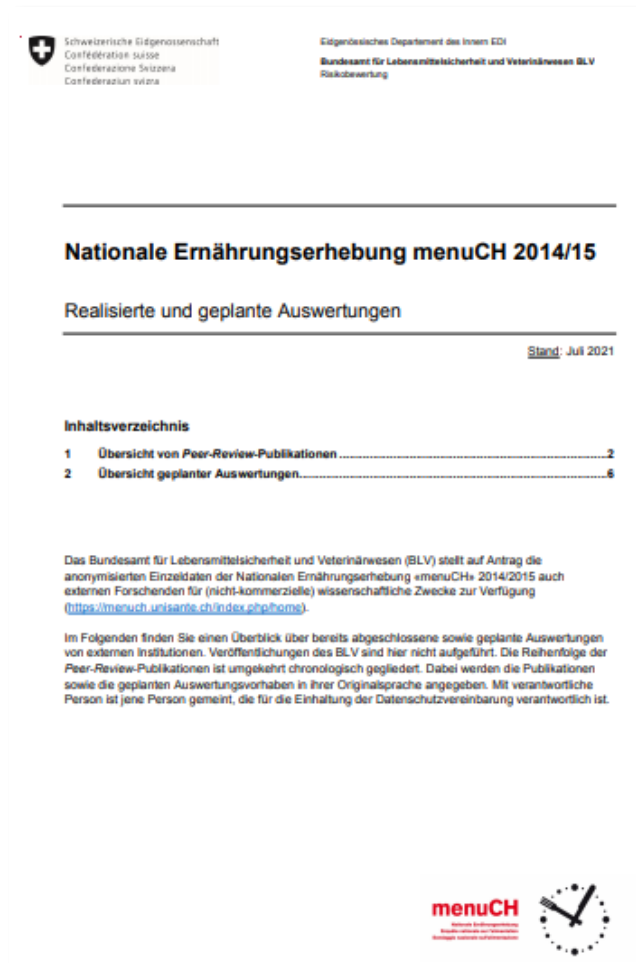 Schweizerische Eidgenossenschaft
Confédération suisse
Confederazione Svizzera
Confederaziun svizra
Eidgenössisches Departement des Innern EDI
Bundesamt für Lebensmittelsicherheit und Veterinärwesen BLV
Risikobewertung
Nationale Ernährungserhebung menuCH 2014/15
Realisierte und geplante Auswertungen
Stand: Juli 2021
Inhaltsverzeichnis
1 Übersicht von Peer-Review-Publikationen 2
2 Übersicht geplanter Auswertungen 6
Das Bundesamt für Lebensmittelsicherheit und Veterinärwesen (BLV) stellt auf Antrag die
anonymisierten Einzeldaten der Nationalen Ernährungserhebung «menuCH» 2014/2015 auch
externen Forschenden für (nicht-kommerzielle) wissenschaftliche Zwecke zur Verfügung
(https://menuch.unisante.ch/index.php/home).
Im Folgenden finden Sie einen Überblick über bereits abgeschlossene sowie geplante Auswertungen
von externen Institutionen. Veröffentlichungen des BLV sind hier nicht aufgeführt. Die Reihenfolge der
Peer-Review-Publikationen ist umgekehrt chronologisch gegliedert. Dabei werden die Publikationen
sowie die geplanten Auswertungsvorhaben in ihrer Originalsprache angegeben. Mit verantwortliche
Person ist jene Person gemeint, die für die Einhaltung der Datenschutzvereinbarung verantwortlich ist.
menuCH
Nationale Ernährungserhebung